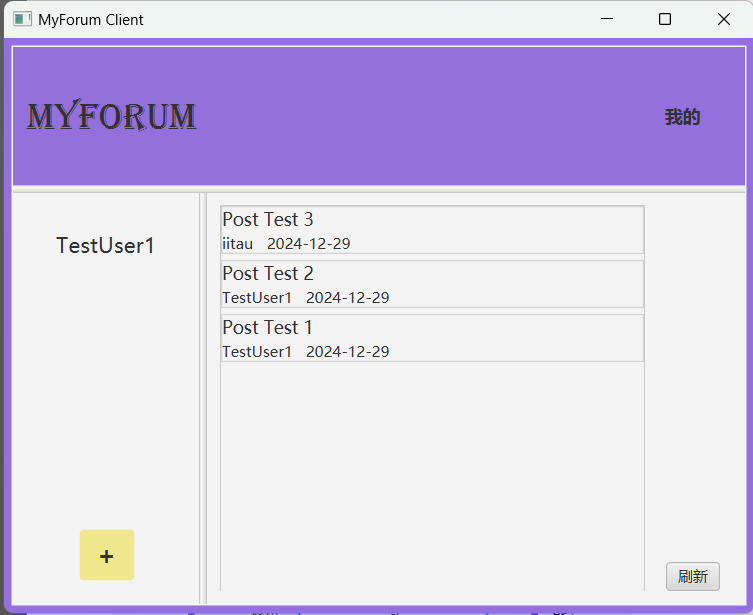 MyForum Client
MYFORUM
我的
TestUser1
Post Test 3
iitau 2024-12-29
Post Test 2
TestUser1 2024-12-29
Post Test 1
TestUser1 2024-12-29
+
刷新